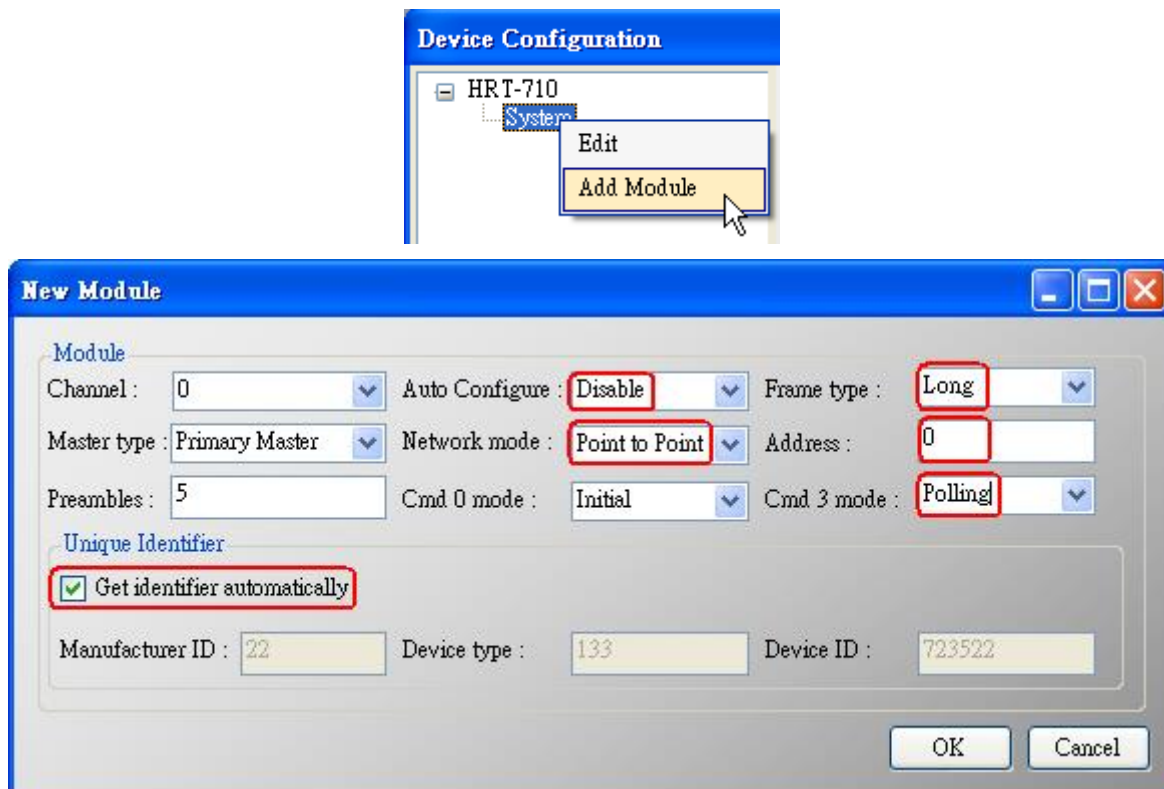 Device Configuration
HRT-710
System
Edit
Add Module
New Module
Module
Channel : 0 Auto Configure : Disable Frame type : Long
Master type : Primary Master Network mode : Point to Point Address : 0
Preambles : 5 Cmd 0 mode : Initial Cmd 3 mode : Polling
Unique Identifier
Get identifier automatically
Manufacturer ID : 22 Device type : 133 Device ID : 723522
OK Cancel